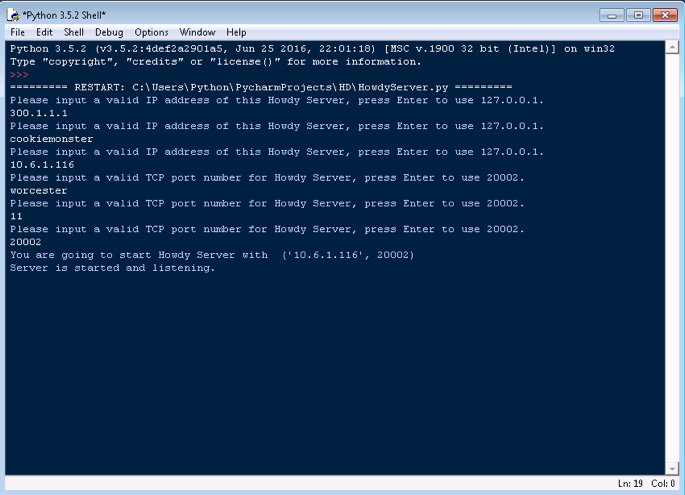 *Python 3.5.2 Shell*
File Edit Shell Debug Options Window Help
Python 3.5.2 (v3.5.2:4def2a2901a5, Jun 25 2016, 22:01:18) [MSC v.1900 32 bit (Intel)] on win32
Type "copyright", "credits" or "license()" for more information.
>>>
========= RESTART: C:\Users\Python\PycharmProjects\HD\HowdyServer.py =========
Please input a valid IP address of this Howdy Server, press Enter to use 127.0.0.1.
300.1.1.1
Please input a valid IP address of this Howdy Server, press Enter to use 127.0.0.1.
cookiemonster
Please input a valid IP address of this Howdy Server, press Enter to use 127.0.0.1.
10.6.1.116
Please input a valid TCP port number for Howdy Server, press Enter to use 20002.
worcester
Please input a valid TCP port number for Howdy Server, press Enter to use 20002.
11
Please input a valid TCP port number for Howdy Server, press Enter to use 20002.
20002
You are going to start Howdy Server with  ('10.6.1.116', 20002)
Server is started and listening.
Ln: 19 Col: 0